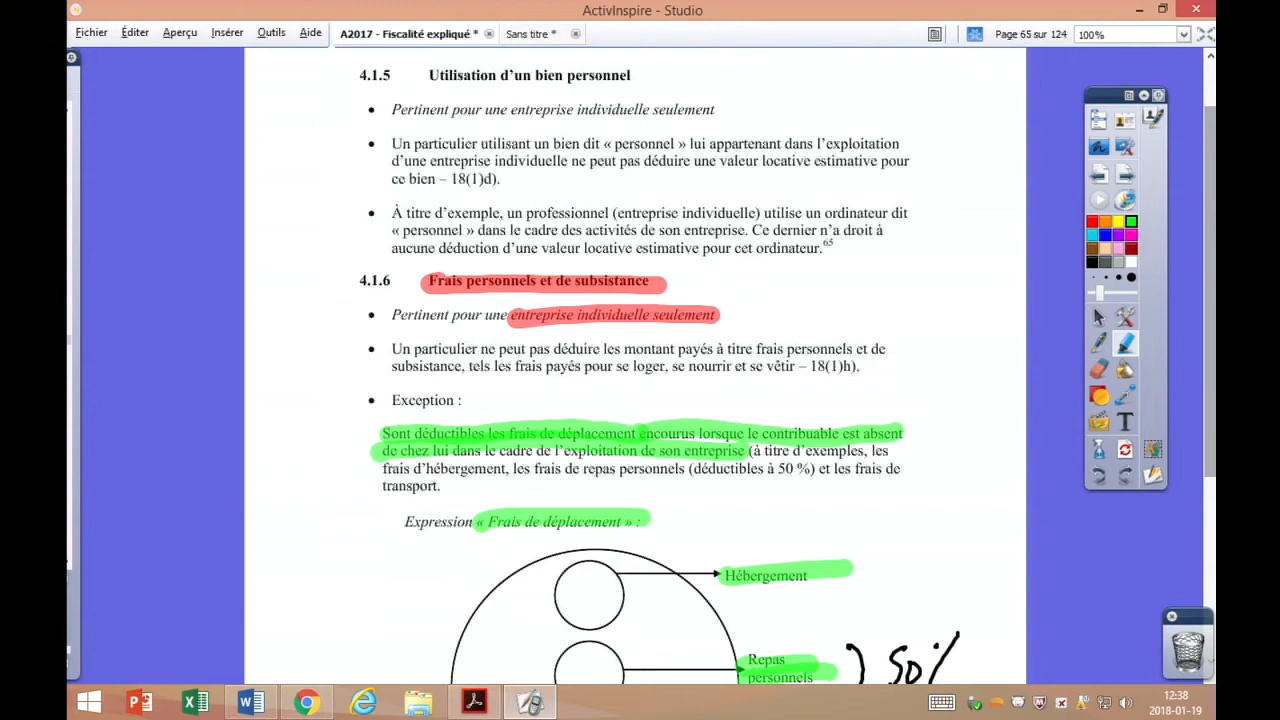 ActivInspire - Studio
Fichier Éditer Aperçu Insérer Outils Aide
A2017 - Fiscalité expliqué *
Sans titre *
Page 65 sur 124
100%
4.1.5 Utilisation d’un bien personnel
• Pertinent pour une entreprise individuelle seulement
• Un particulier utilisant un bien dit « personnel » lui appartenant dans l’exploitation
d’une entreprise individuelle ne peut pas déduire une valeur locative estimative pour
ce bien – 18(1)d).
• À titre d’exemple, un professionnel (entreprise individuelle) utilise un ordinateur dit
« personnel » dans le cadre des activités de son entreprise. Ce dernier n’a droit à
aucune déduction d’une valeur locative estimative pour cet ordinateur.65
4.1.6 Frais personnels et de subsistance
• Pertinent pour une entreprise individuelle seulement
• Un particulier ne peut pas déduire les montant payés à titre frais personnels et de
subsistance, tels les frais payés pour se loger, se nourrir et se vêtir – 18(1)h).
• Exception :
Sont déductibles les frais de déplacement encourus lorsque le contribuable est absent
de chez lui dans le cadre de l’exploitation de son entreprise (à titre d’exemples, les
frais d’hébergement, les frais de repas personnels (déductibles à 50 %) et les frais de
transport.
Expression « Frais de déplacement » :
Hébergement
Repas
personnels
50%
12:38
2018-01-19